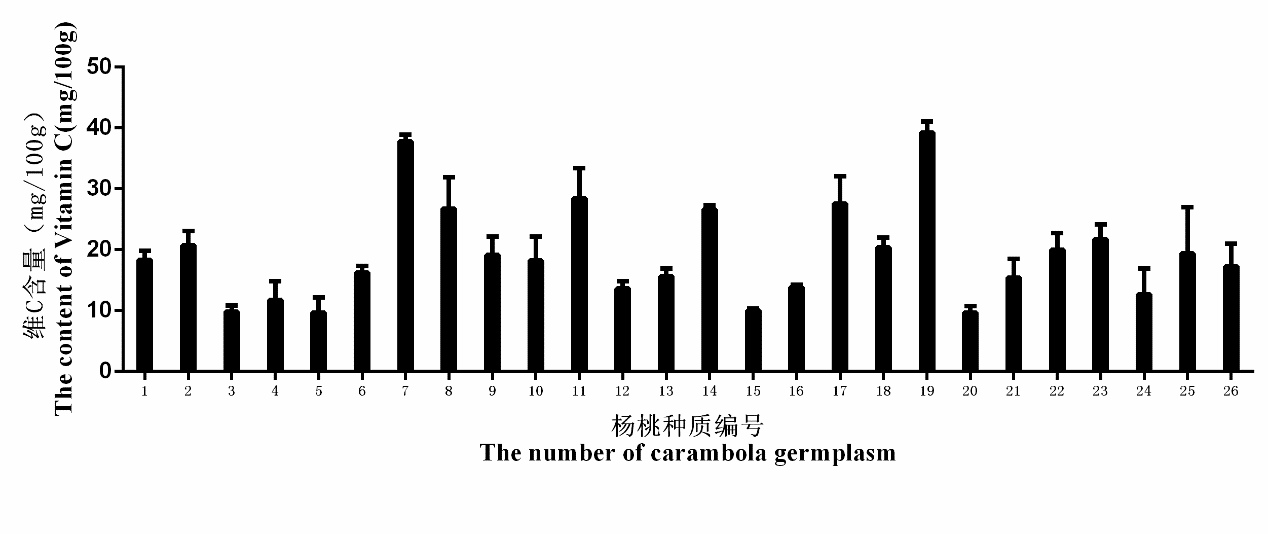 维C含量（mg/100g）
The content of Vitamin C(mg/100g)
50
40
30
20
10
0
1 2 3 4 5 6 7 8 9 10 11 12 13 14 15 16 17 18 19 20 21 22 23 24 25 26
杨桃种质编号
The number of carambola germplasm